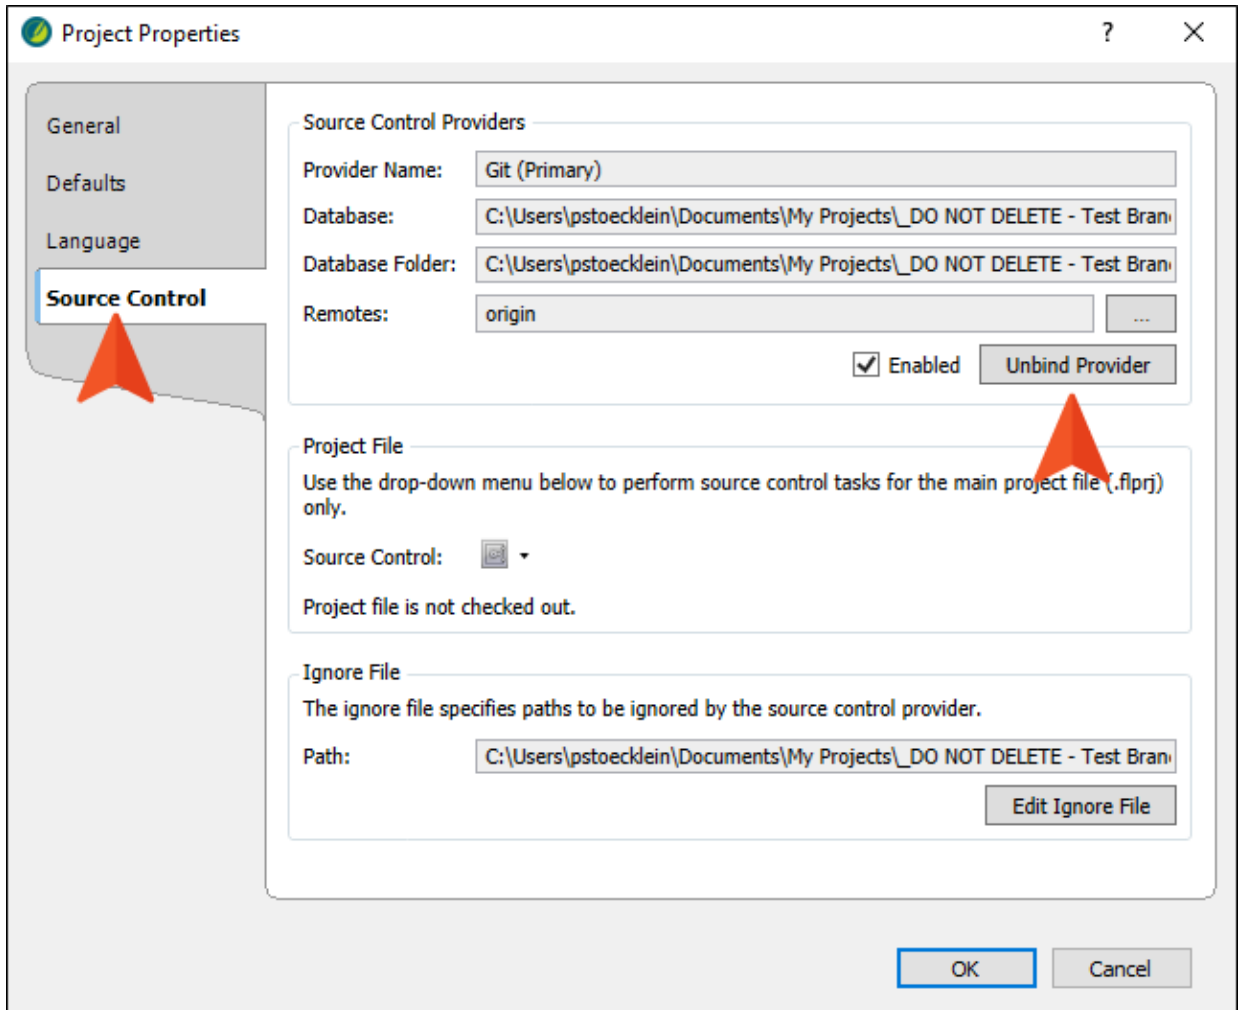 Project Properties
?
General
Defaults
Language
Source Control
Source Control Providers
Provider Name: Git (Primary)
Database: C:\Users\pstoecklein\Documents\My Projects\_DO NOT DELETE - Test Bran
Database Folder: C:\Users\pstoecklein\Documents\My Projects\_DO NOT DELETE - Test Bran
Remotes: origin ...
Enabled Unbind Provider
Project File
Use the drop-down menu below to perform source control tasks for the main project file (.flprj)
only.
Source Control:
Project file is not checked out.
Ignore File
The ignore file specifies paths to be ignored by the source control provider.
Path: C:\Users\pstoecklein\Documents\My Projects\_DO NOT DELETE - Test Bran
Edit Ignore File
OK Cancel